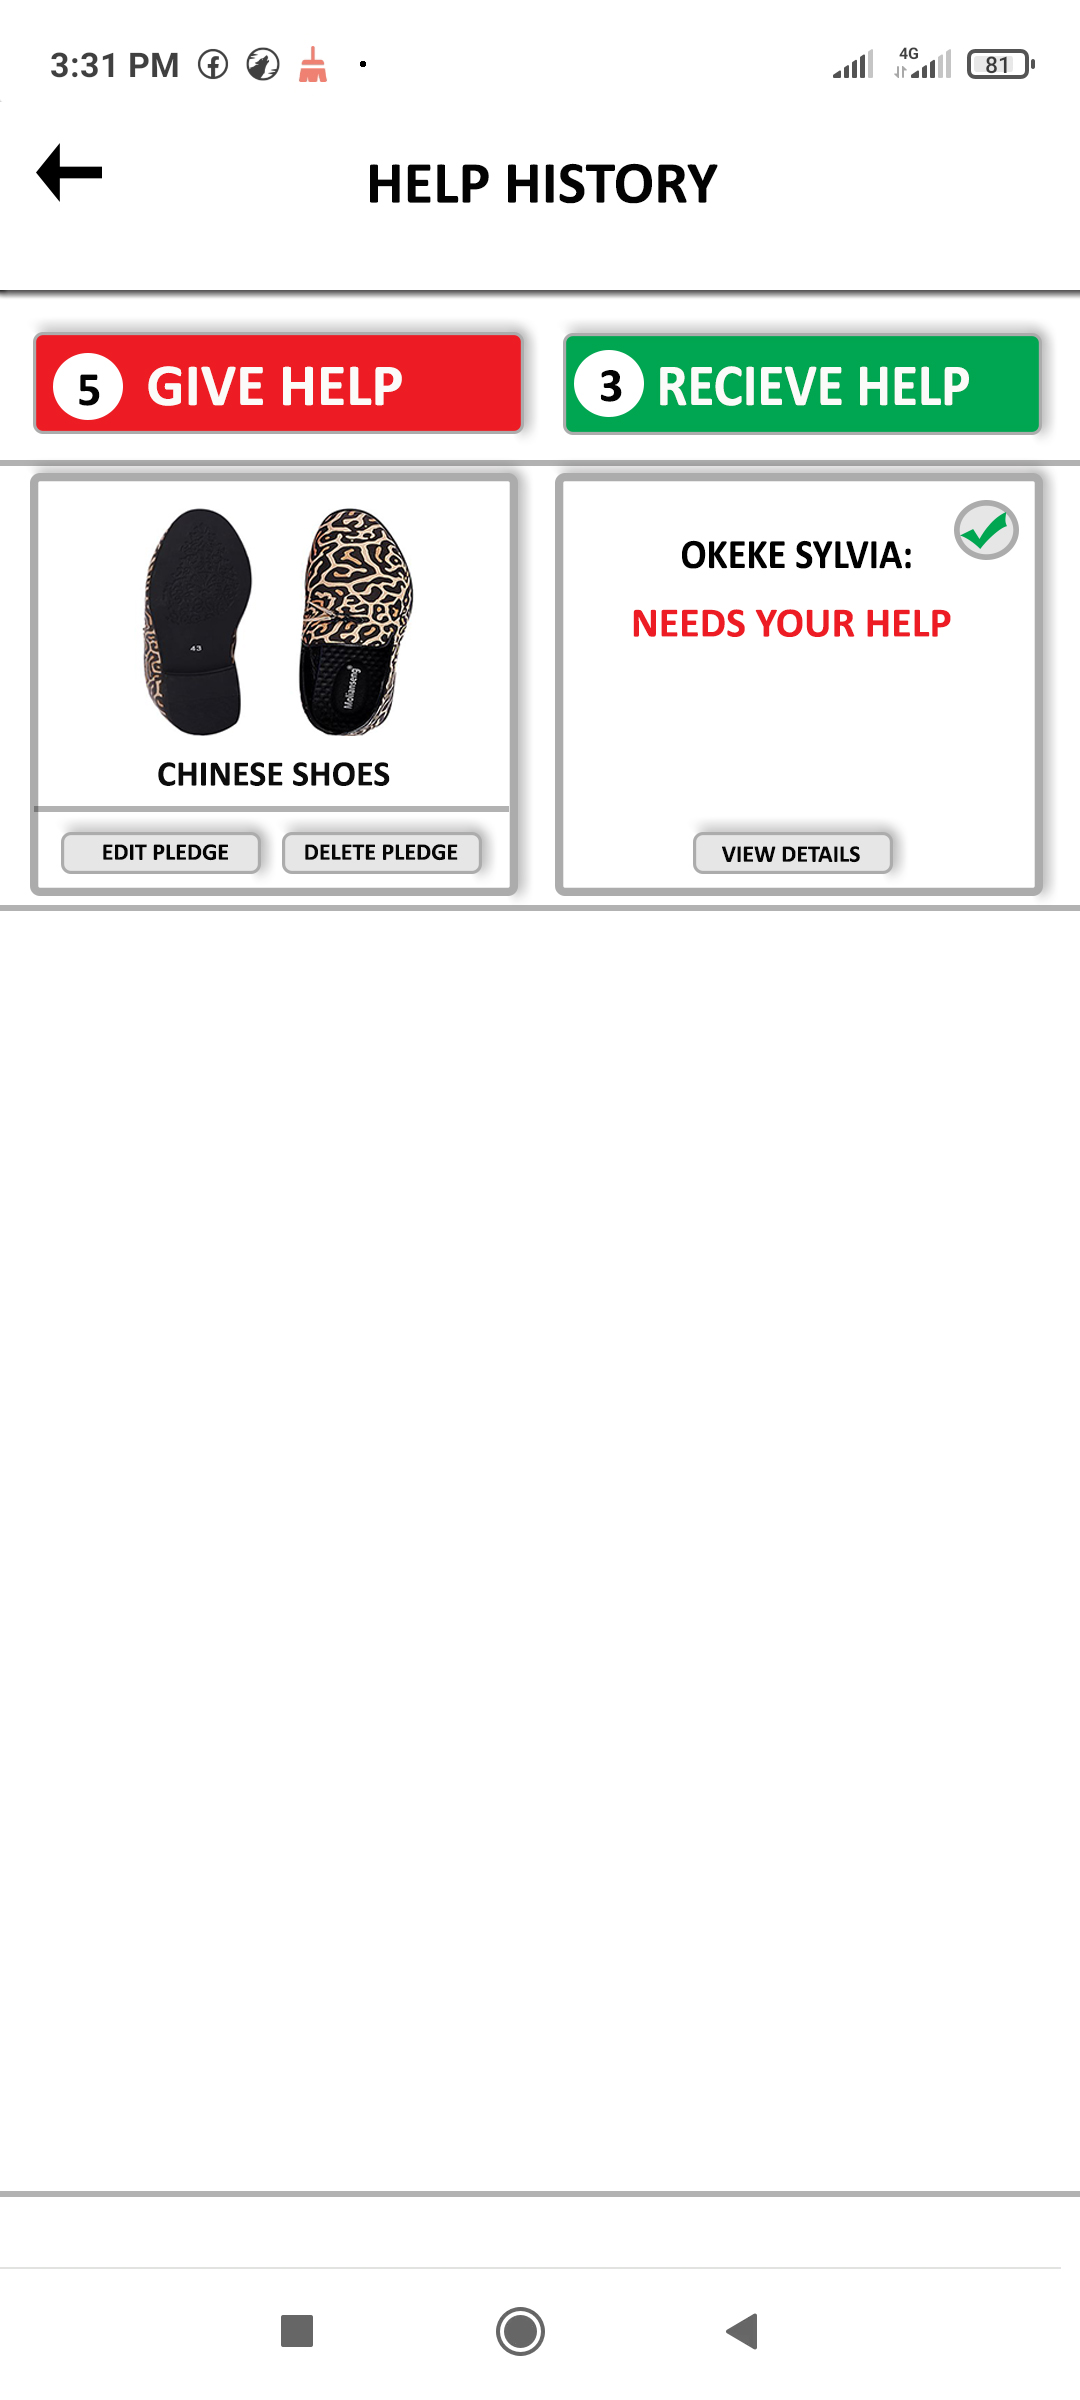 3:31 PM
4G
81
HELP HISTORY
5 GIVE HELP
3 RECIEVE HELP
43
Molianseng
CHINESE SHOES
EDIT PLEDGE
DELETE PLEDGE
OKEKE SYLVIA:
NEEDS YOUR HELP
VIEW DETAILS